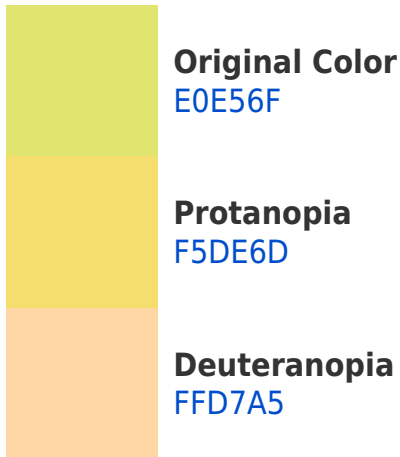 Original Color
E0E56F
Protanopia
F5DE6D
Deuteranopia
FFD7A5